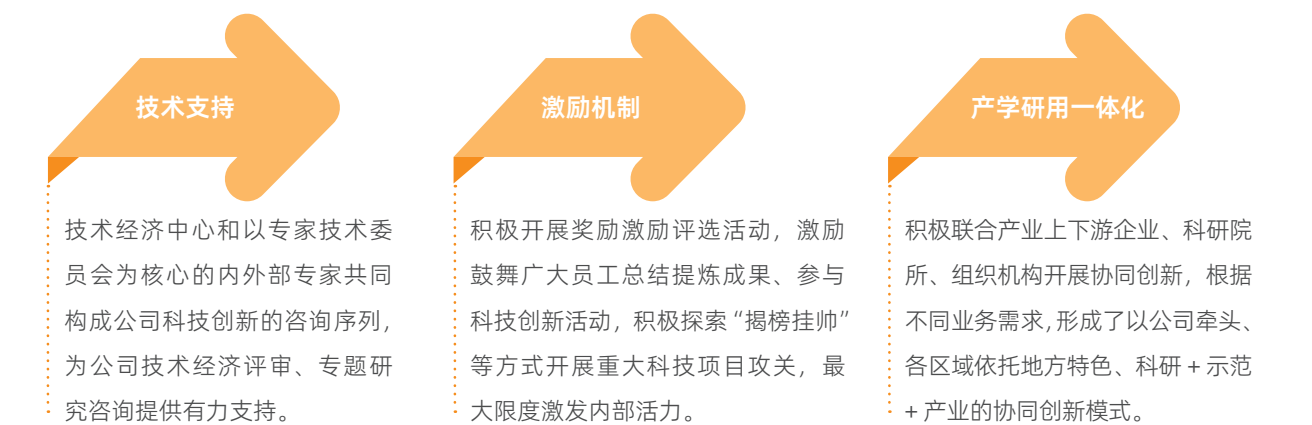 技术支持
技术经济中心和以专家技术委
员会为核心的内外部专家共同
构成公司科技创新的咨询序列，
为公司技术经济评审、专题研
究咨询提供有力支持。
激励机制
积极开展奖励激励评选活动，激励
鼓舞广大员工总结提炼成果、参与
科技创新活动，积极探索“揭榜挂帅”
等方式开展重大科技项目攻关，最
大限度激发内部活力。
产学研用一体化
积极联合产业上下游企业、科研院
所、组织机构开展协同创新，根据
不同业务需求，形成了以公司牵头、
各区域依托地方特色、科研 + 示范
+ 产业的协同创新模式。